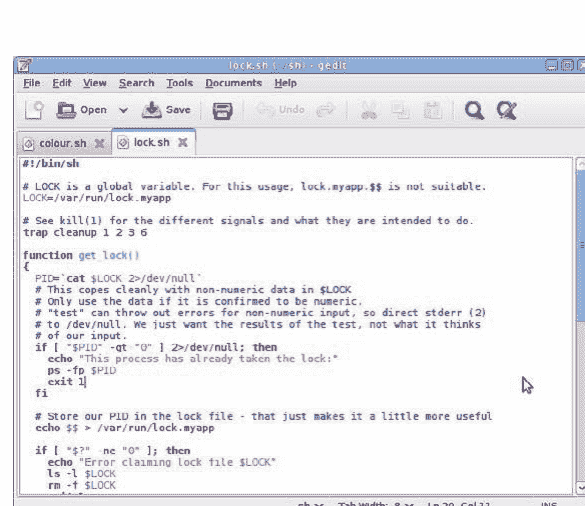 lock.sh (~/sh) - gedit
File Edit View Search Tools Documents Help
Open Save Undo
colour.sh lock.sh
#!/bin/sh
# LOCK is a global variable. For this usage, lock.myapp.$$ is not suitable.
LOCK=/var/run/lock.myapp
# See kill(1) for the different signals and what they are intended to do.
trap cleanup 1 2 3 6
function get_lock()
{
PID=`cat $LOCK 2>/dev/null`
# This copes cleanly with non-numeric data in $LOCK
# Only use the data if it is confirmed to be numeric.
# "test" can throw out errors for non-numeric input, so direct stderr (2)
# to /dev/null. We just want the results of the test, not what it thinks
# of our input.
if [ "$PID" -gt "0" ] 2>/dev/null; then
echo "This process has already taken the lock:"
ps -fp $PID
exit 1
fi
# Store our PID in the lock file - that just makes it a little more useful
echo $$ > /var/run/lock.myapp
if [ "$?" -ne "0" ]; then
echo "Error claiming lock file $LOCK"
ls -l $LOCK
rm -f $LOCK
sh Tab Width: 8 Ln 20, Col 11 INS